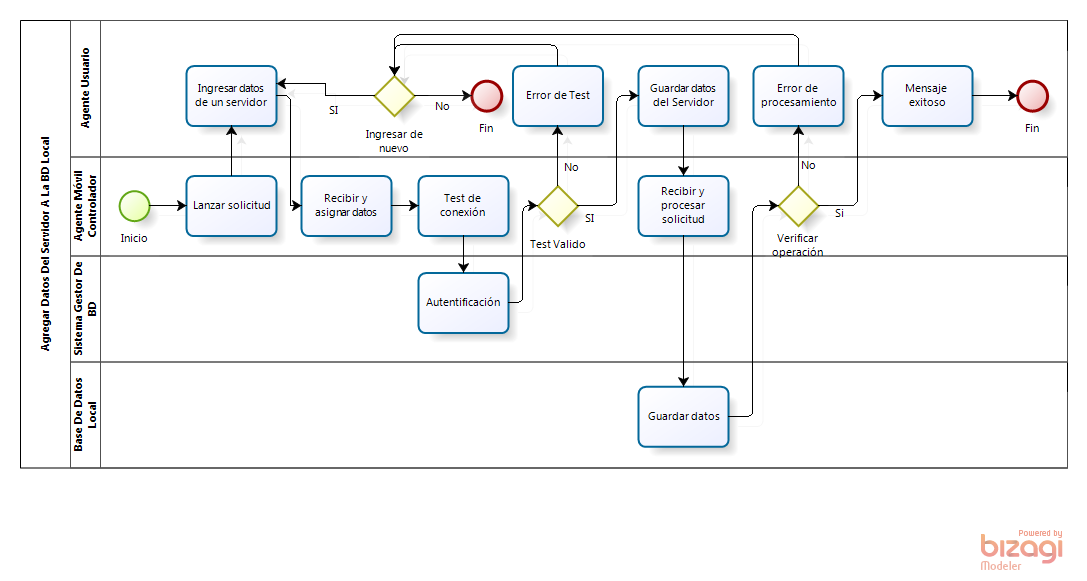 Agregar Datos Del Servidor A La BD Local
Agente Usuario
Ingresar datos
de un servidor
SI
Ingresar de
nuevo
No
Fin
Error de Test
Guardar datos
del Servidor
Error de
procesamiento
Mensaje
exitoso
Fin
Agente Móvil
Controlador
Inicio
Lanzar solicitud
Recibir y
asignar datos
Test de
conexión
No
SI
Test Valido
Recibir y
procesar
solicitud
No
Si
Verificar
operación
Sistema Gestor De
BD
Autentificación
Base De Datos
Local
Guardar datos
Powered by
bizagi
Modeler